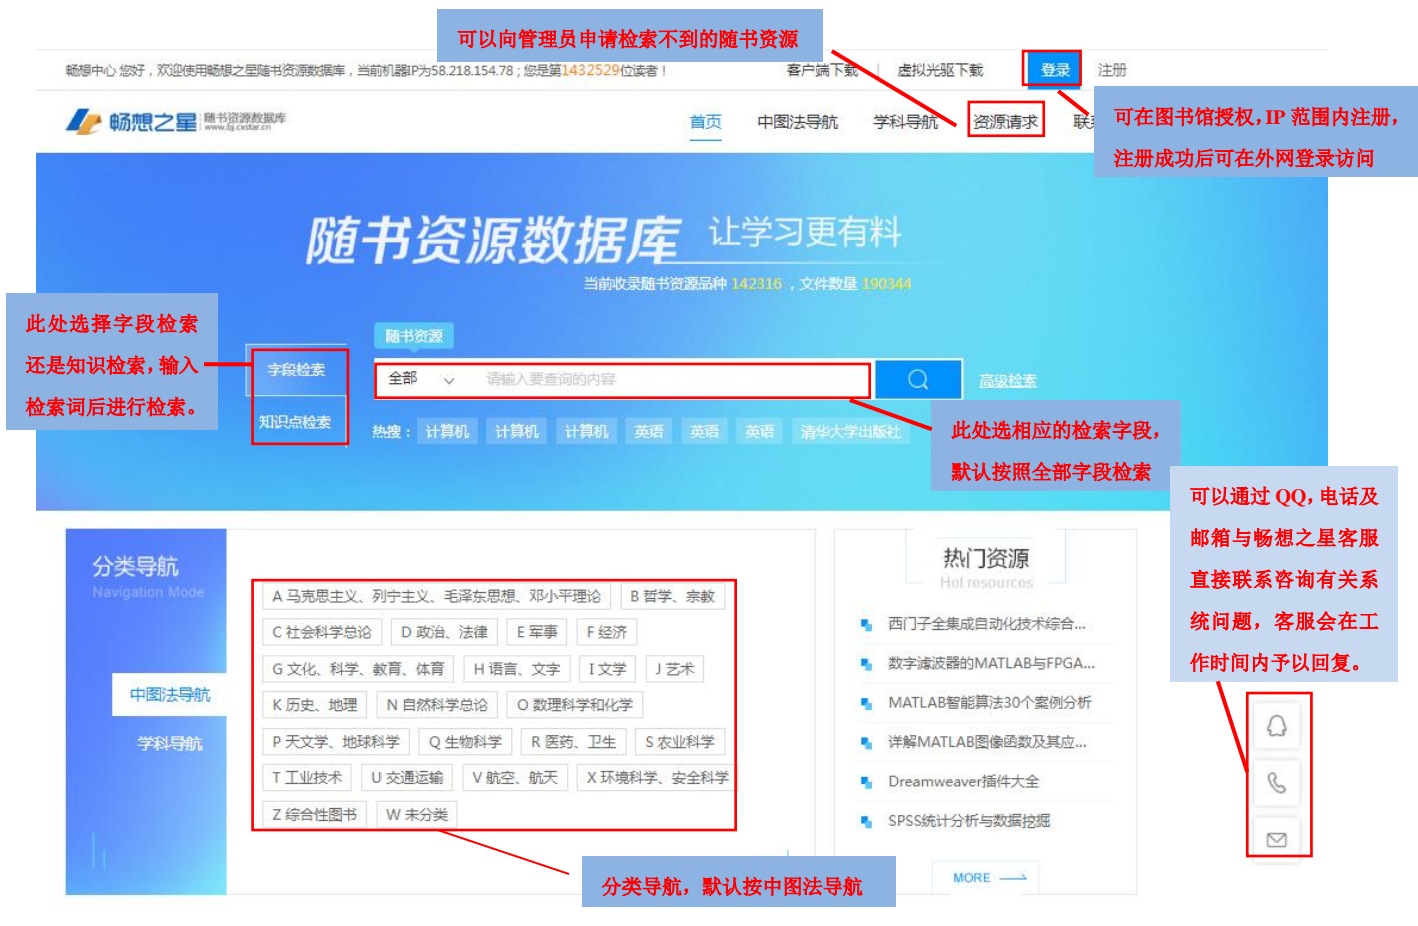 可以向管理员申请检索不到的随书资源
畅想中心 您好，欢迎使用畅想之星随书资源数据库，当前机器IP为58.218.154.78；您是第1432529位读者！
客户端下载
虚拟光驱下载
登录
注册
畅想之星
随书资源数据库
www.bj.cxstar.cn
首页
中图法导航
学科导航
资源请求
可在图书馆授权，IP 范围内注册，
注册成功后可在外网登录访问
随书资源数据库 让学习更有料
当前收录随书资源品种 142316 ，文件数量 190344
此处选择字段检索
还是知识检索，输入
检索词后进行检索。
随书资源
字段检索
知识点检索
全部
请输入要查询的内容
高级检索
热搜： 计算机 计算机 计算机 英语 英语 英语 清华大学出版社
此处选相应的检索字段，
默认按照全部字段检索
可以通过 QQ，电话及
邮箱与畅想之星客服
直接联系咨询有关系
统问题，客服会在工
作时间内予以回复。
分类导航
Navigation Mode
中图法导航
学科导航
A 马克思主义、列宁主义、毛泽东思想、邓小平理论 B 哲学、宗教
C 社会科学总论 D 政治、法律 E 军事 F 经济
G 文化、科学、教育、体育 H 语言、文字 I 文学 J 艺术
K 历史、地理 N 自然科学总论 O 数理科学和化学
P 天文学、地球科学 Q 生物科学 R 医药、卫生 S 农业科学
T 工业技术 U 交通运输 V 航空、航天 X 环境科学、安全科学
Z 综合性图书 W 未分类
分类导航，默认按中图法导航
热门资源
Hot resources
西门子全集成自动化技术综合...
数字滤波器的MATLAB与FPGA...
MATLAB智能算法30个案例分析
详解MATLAB图像函数及其应...
Dreamweaver插件大全
SPSS统计分析与数据挖掘
MORE